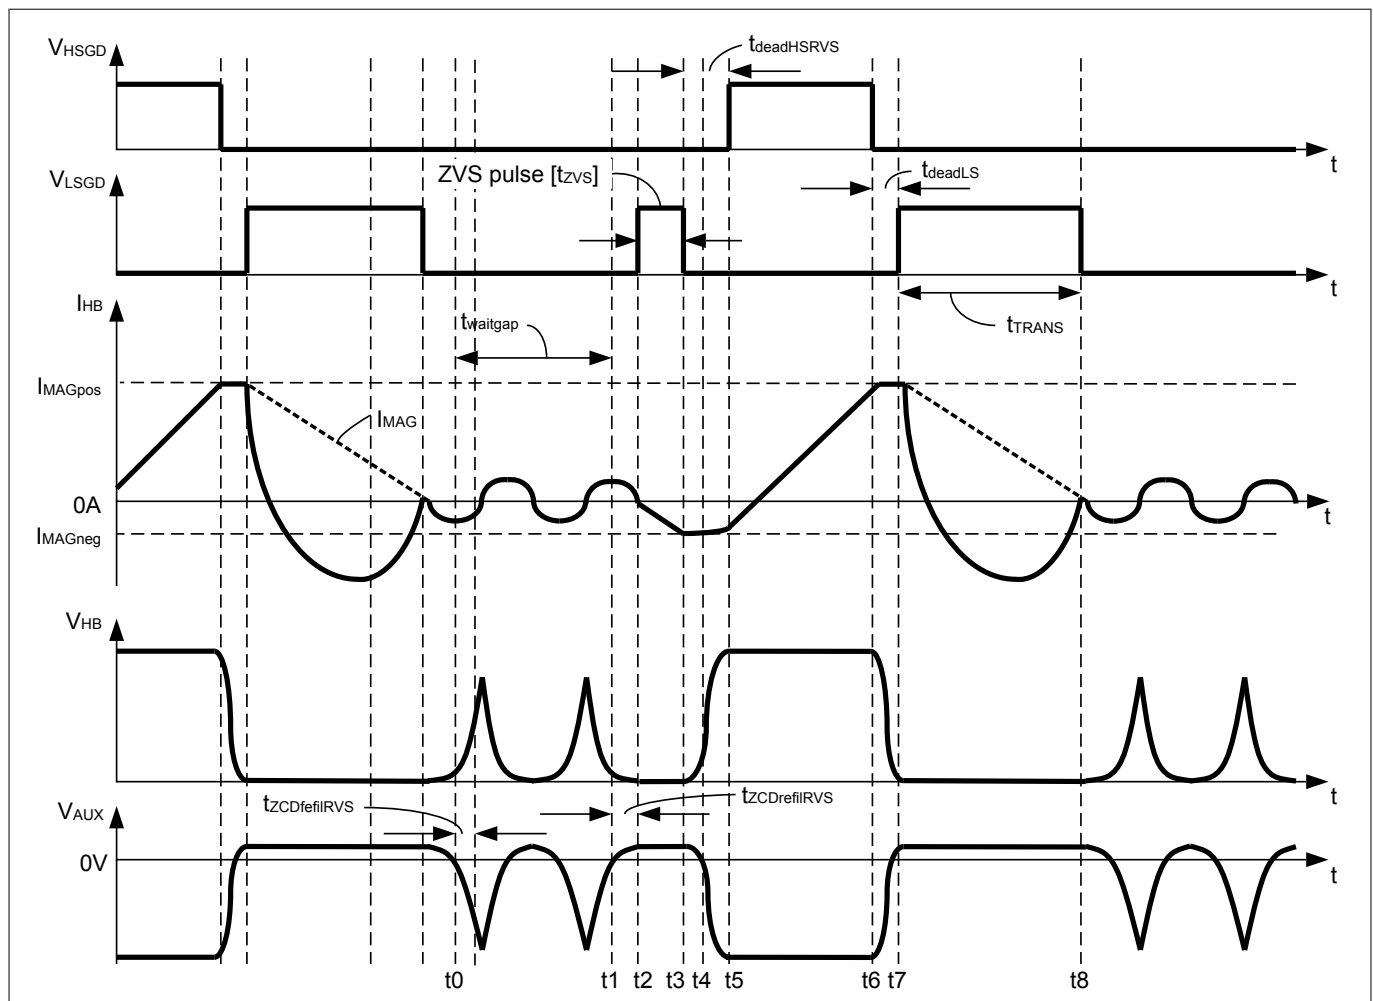 VHSGD
tdeadHSRVS
t
VLSGD
ZVS pulse [tZVS]
tdeadLS
t
IHB
twaitgap
tTRANS
IMAGpos
IMAG
0A
t
IMAGneg
VHB
t
tZCDfefilRVS
tZCDrefilRVS
VAUX
0V
t
t0 t1 t2 t3 t4 t5 t6 t7 t8